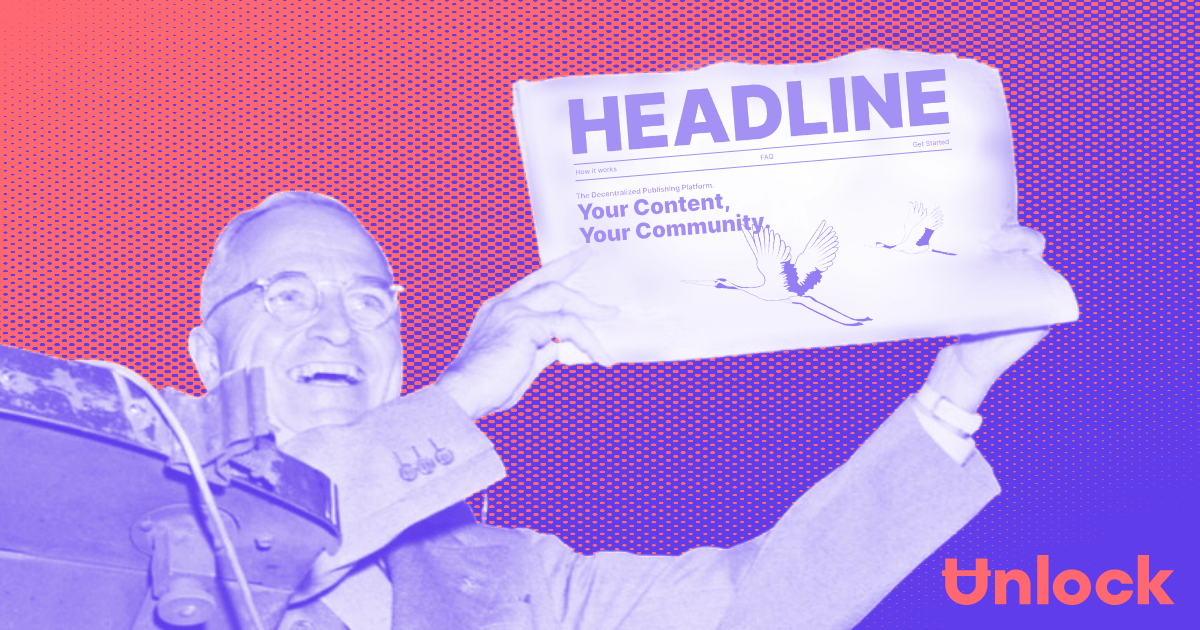 HEADLINE
How it works
FAQ
Get Started
The Decentralized Publishing Platform.
Your Content,
Your Community.
Unlock